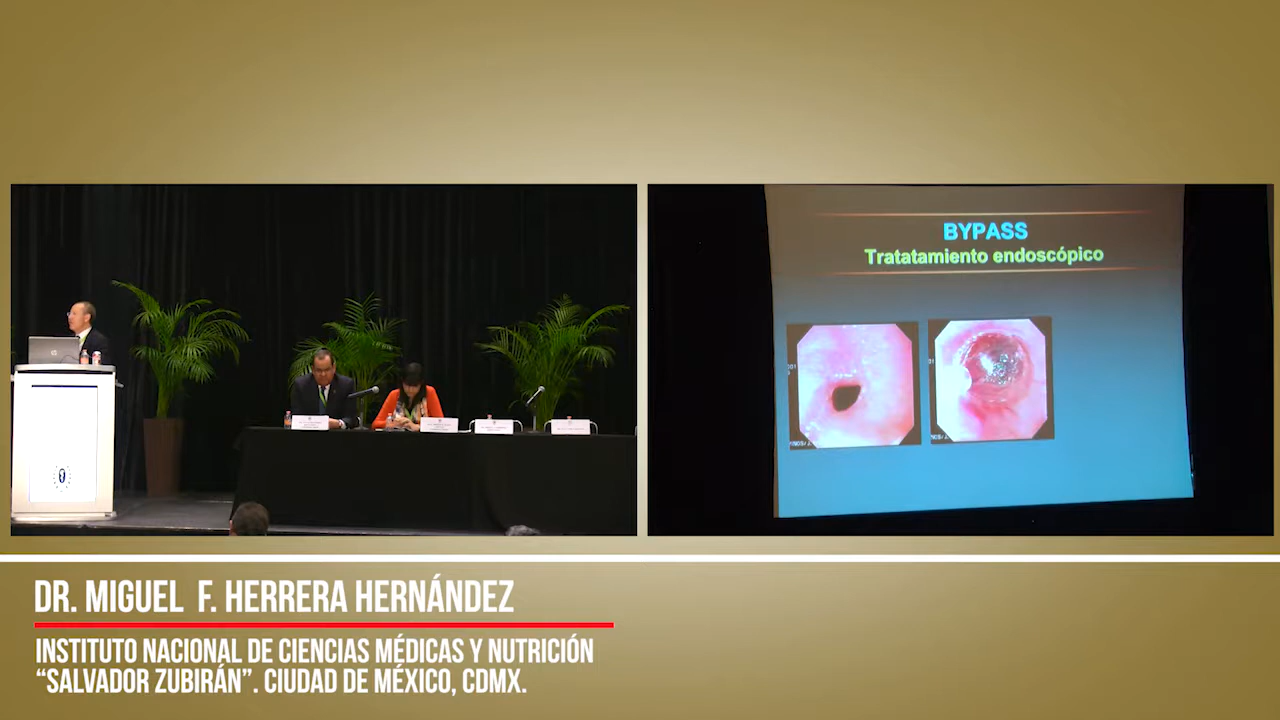 BYPASS
Tratatamiento endoscópico
DR. MIGUEL F. HERRERA HERNÁNDEZ
INSTITUTO NACIONAL DE CIENCIAS MÉDICAS Y NUTRICIÓN
“SALVADOR ZUBIRÁN”. CIUDAD DE MÉXICO, CDMX.